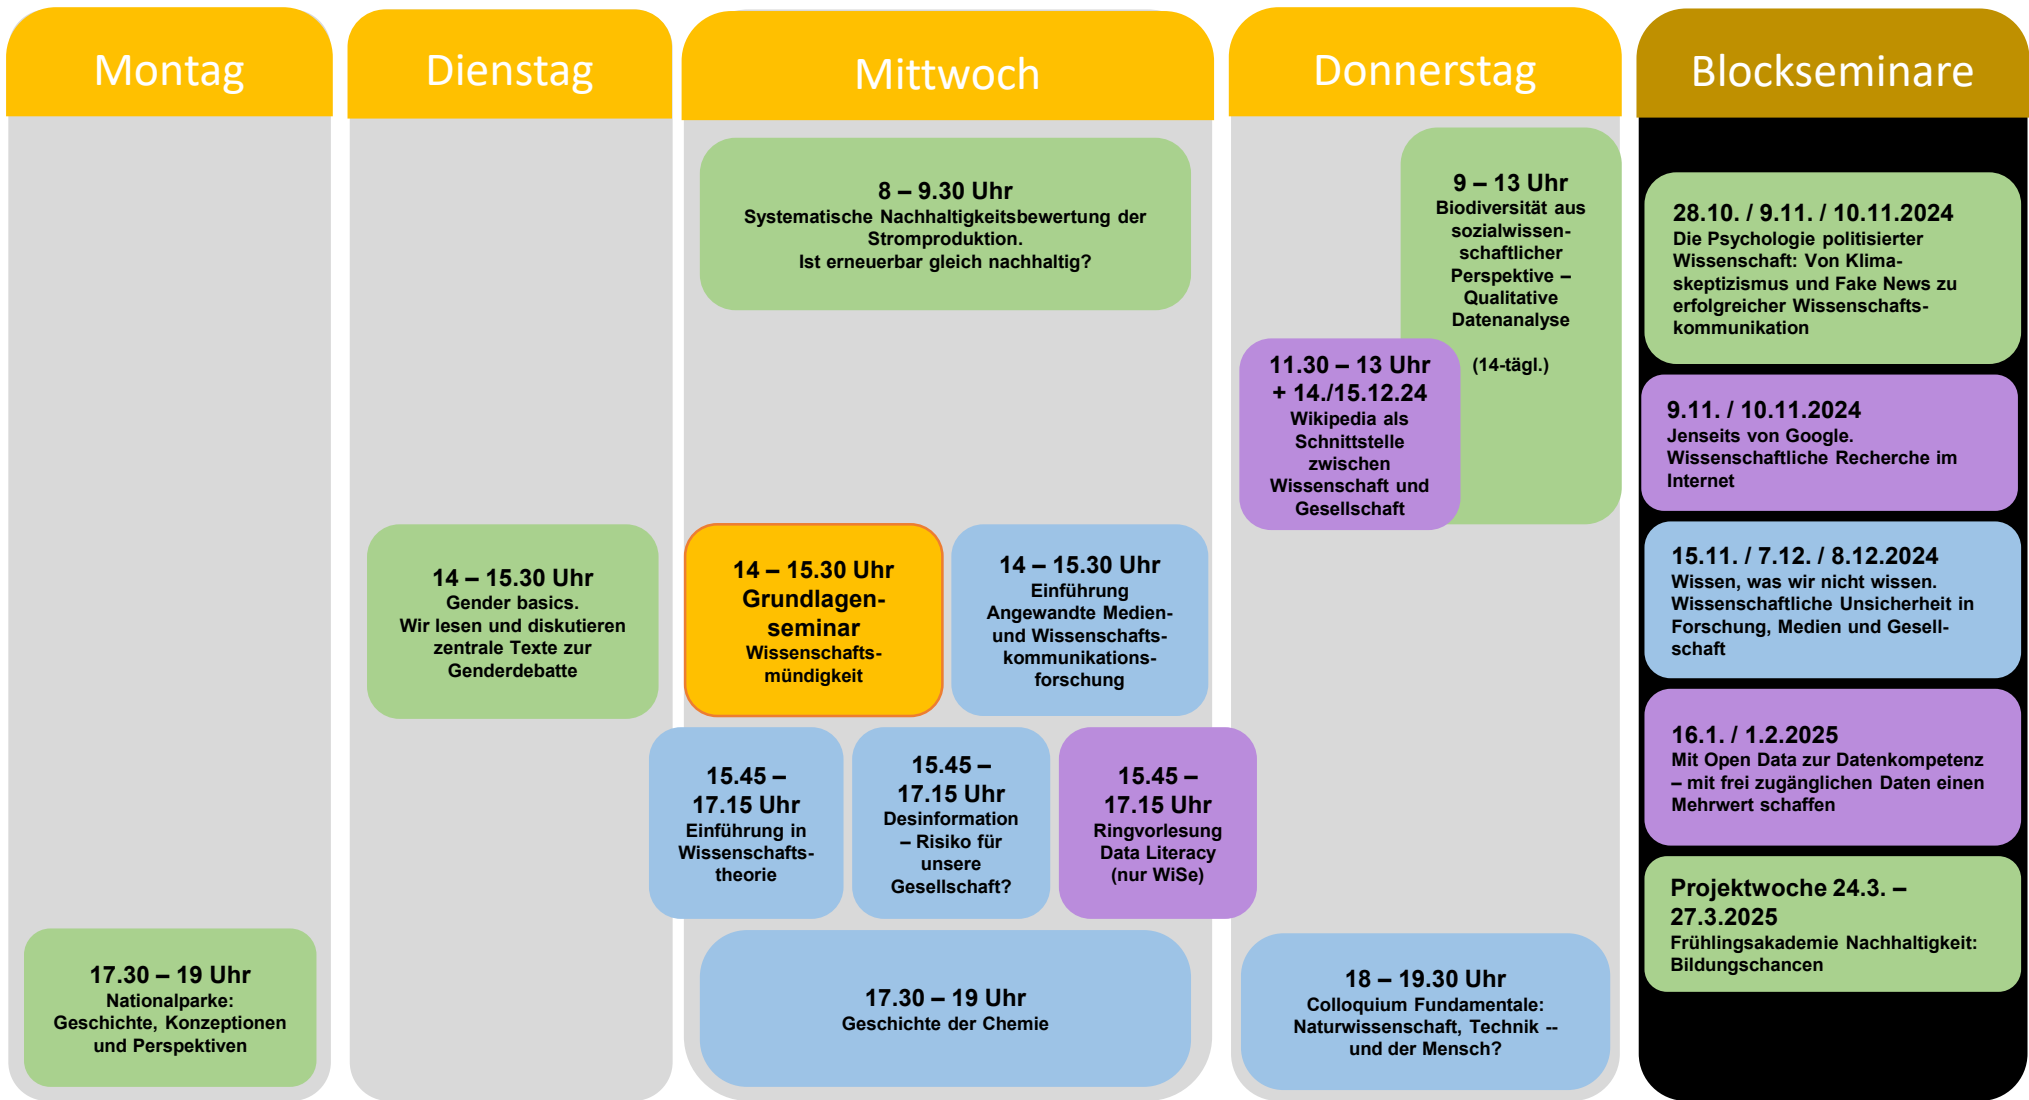 Montag
17.30 – 19 Uhr
Nationalparke:
Geschichte, Konzeptionen
und Perspektiven
Dienstag
14 – 15.30 Uhr
Gender basics.
Wir lesen und diskutieren
zentrale Texte zur
Genderdebatte
Mittwoch
8 – 9.30 Uhr
Systematische Nachhaltigkeitsbewertung der
Stromproduktion.
Ist erneuerbar gleich nachhaltig?
14 – 15.30 Uhr
Grundlagen-
seminar
Wissenschafts-
mündigkeit
14 – 15.30 Uhr
Einführung
Angewandte Medien-
und Wissenschafts-
kommunikations-
forschung
15.45 –
17.15 Uhr
Einführung in
Wissenschafts-
theorie
15.45 –
17.15 Uhr
Desinformation
– Risiko für
unsere
Gesellschaft?
15.45 –
17.15 Uhr
Ringvorlesung
Data Literacy
(nur WiSe)
17.30 – 19 Uhr
Geschichte der Chemie
Donnerstag
9 – 13 Uhr
Biodiversität aus
sozialwissen-
schaftlicher
Perspektive –
Qualitative
Datenanalyse
(14-tägl.)
11.30 – 13 Uhr
+ 14./15.12.24
Wikipedia als
Schnittstelle
zwischen
Wissenschaft und
Gesellschaft
18 – 19.30 Uhr
Colloquium Fundamentale:
Naturwissenschaft, Technik --
und der Mensch?
Blockseminare
28.10. / 9.11. / 10.11.2024
Die Psychologie politisierter
Wissenschaft: Von Klima-
skeptizismus und Fake News zu
erfolgreicher Wissenschafts-
kommunikation
9.11. / 10.11.2024
Jenseits von Google.
Wissenschaftliche Recherche im
Internet
15.11. / 7.12. / 8.12.2024
Wissen, was wir nicht wissen.
Wissenschaftliche Unsicherheit in
Forschung, Medien und Gesell-
schaft
16.1. / 1.2.2025
Mit Open Data zur Datenkompetenz
– mit frei zugänglichen Daten einen
Mehrwert schaffen
Projektwoche 24.3. –
27.3.2025
Frühlingsakademie Nachhaltigkeit:
Bildungschancen